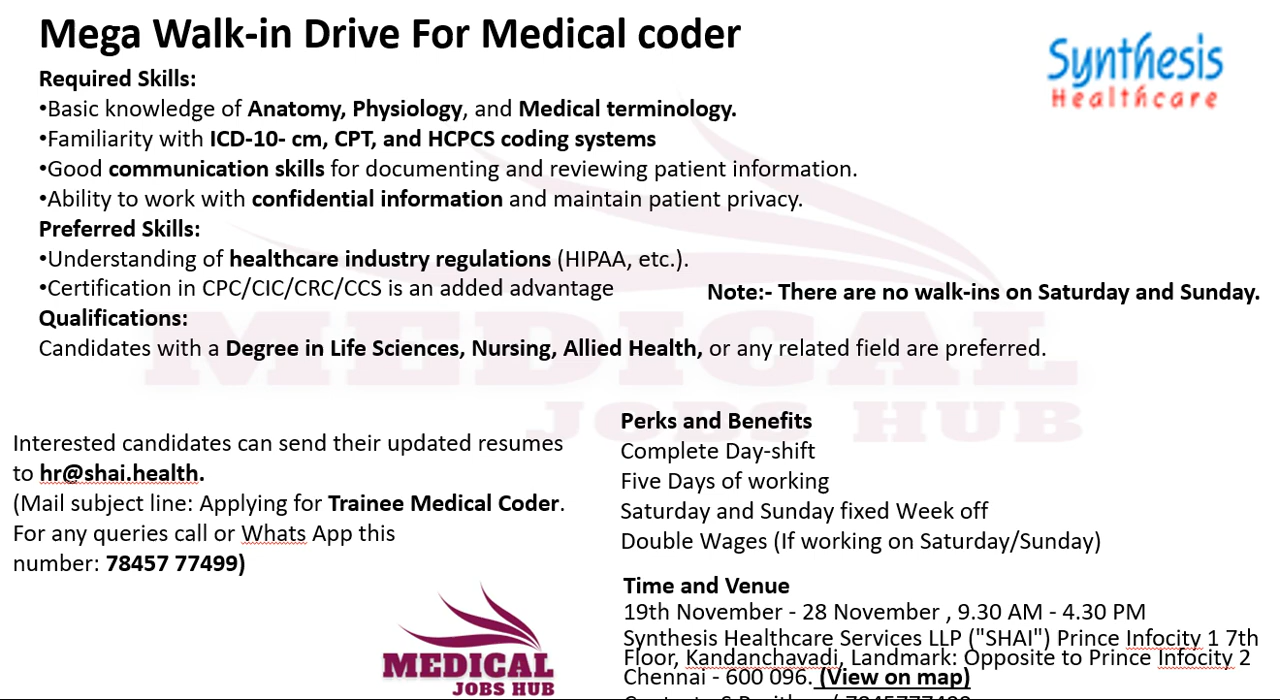 Mega Walk-in Drive For Medical coder
Synthesis
Healthcare
Required Skills:
•Basic knowledge of Anatomy, Physiology, and Medical terminology.
•Familiarity with ICD-10- cm, CPT, and HCPCS coding systems
•Good communication skills for documenting and reviewing patient information.
•Ability to work with confidential information and maintain patient privacy.
Preferred Skills:
•Understanding of healthcare industry regulations (HIPAA, etc.).
•Certification in CPC/CIC/CRC/CCS is an added advantage
Note:- There are no walk-ins on Saturday and Sunday.
Qualifications:
Candidates with a Degree in Life Sciences, Nursing, Allied Health, or any related field are preferred.
MEDICAL
JOBS HUB
Interested candidates can send their updated resumes
to hr@shai.health.
(Mail subject line: Applying for Trainee Medical Coder.
For any queries call or Whats App this
number: 78457 77499)
MEDICAL
JOBS HUB
Perks and Benefits
Complete Day-shift
Five Days of working
Saturday and Sunday fixed Week off
Double Wages (If working on Saturday/Sunday)
Time and Venue
19th November - 28 November , 9.30 AM - 4.30 PM
Synthesis Healthcare Services LLP ("SHAI") Prince Infocity 1 7th
Floor, Kandanchavadi, Landmark: Opposite to Prince Infocity 2
Chennai - 600 096. (View on map)